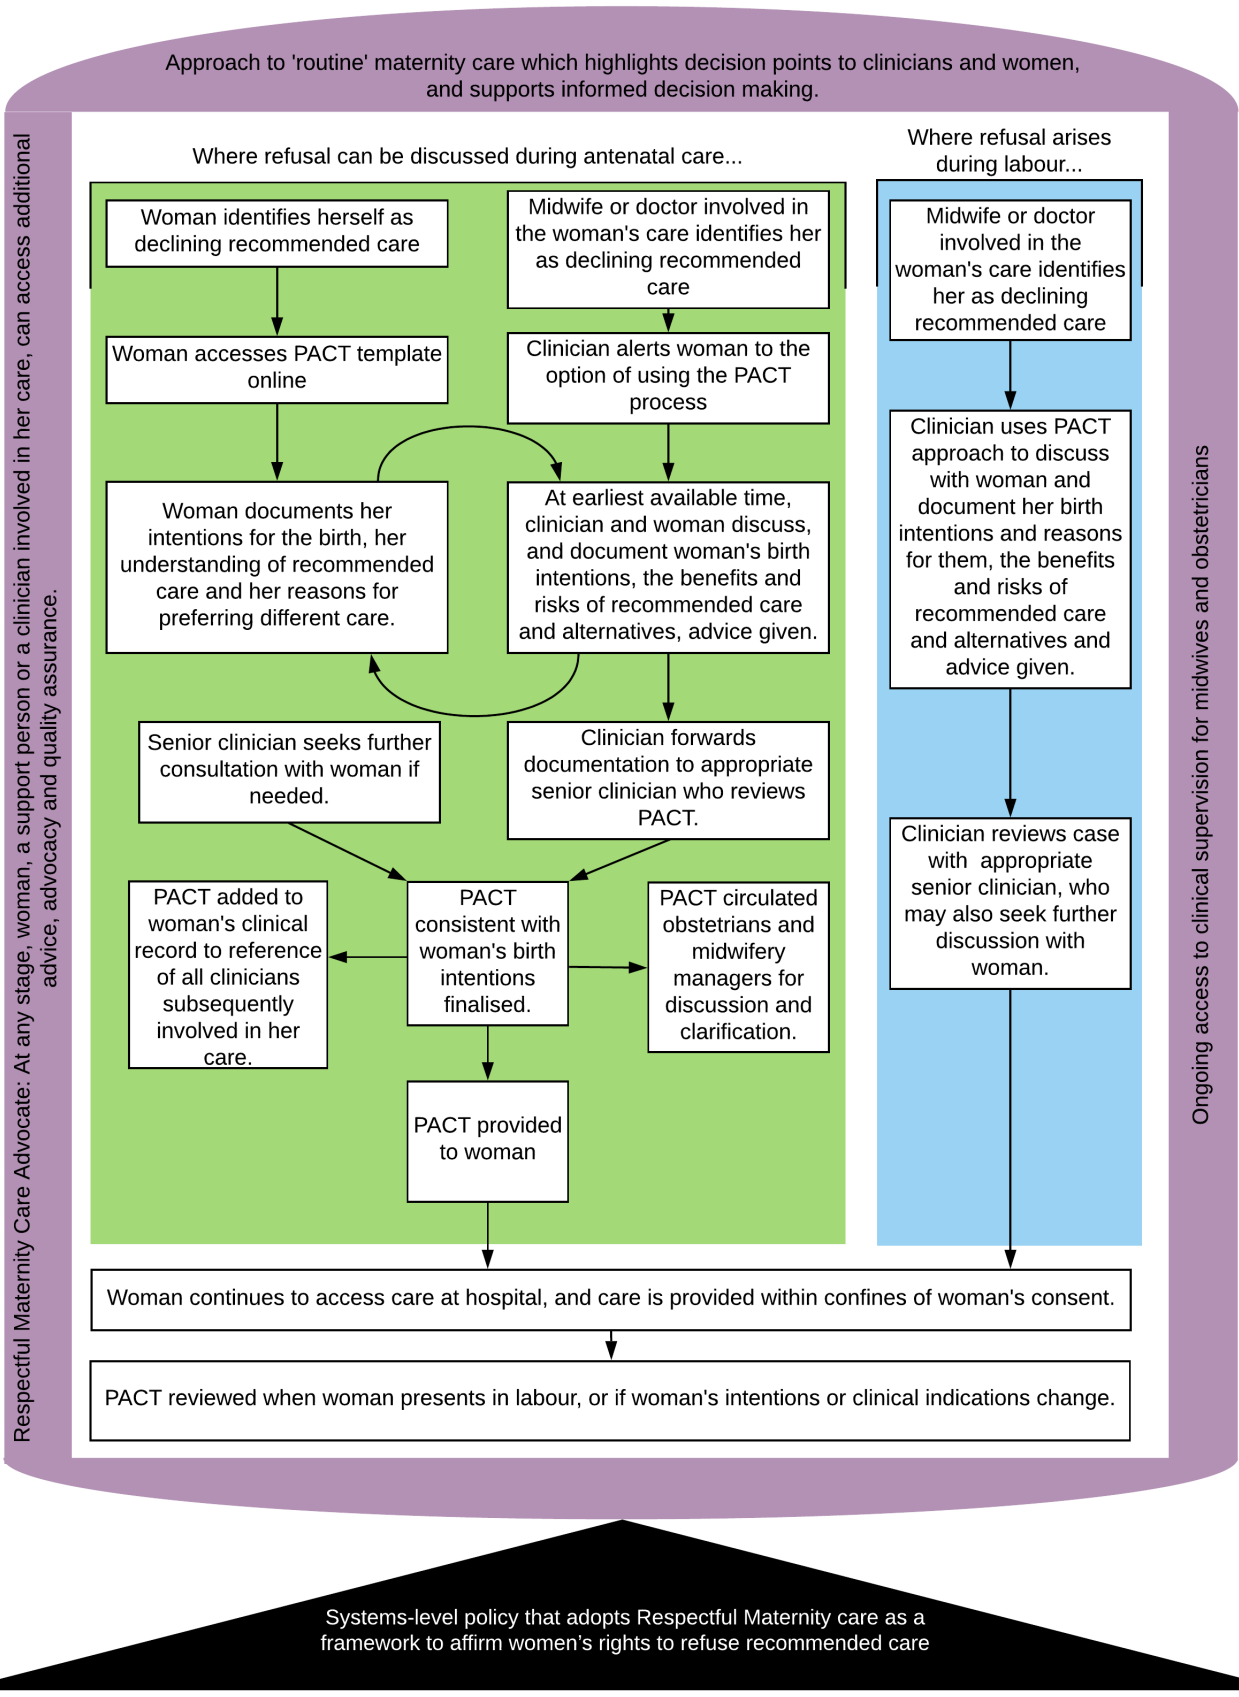 Approach to 'routine' maternity care which highlights decision points to clinicians and women,
and supports informed decision making.
Respectful Maternity Care Advocate: At any stage, woman, a support person or a clinician involved in her care, can access additional
advice, advocacy and quality assurance.
Where refusal can be discussed during antenatal care...
Woman identifies herself as
declining recommended care
Woman accesses PACT template
online
Woman documents her
intentions for the birth, her
understanding of recommended
care and her reasons for
preferring different care.
Midwife or doctor involved in
the woman's care identifies her
as declining recommended
care
Clinician alerts woman to the
option of using the PACT
process
At earliest available time,
clinician and woman discuss,
and document woman's birth
intentions, the benefits and
risks of recommended care
and alternatives, advice given.
Senior clinician seeks further
consultation with woman if
needed.
Clinician forwards
documentation to appropriate
senior clinician who reviews
PACT.
PACT added to
woman's clinical
record to reference
of all clinicians
subsequently
involved in her
care.
PACT
consistent with
woman's birth
intentions
finalised.
PACT circulated
obstetrians and
midwifery
managers for
discussion and
clarification.
PACT provided
to woman
Where refusal arises
during labour...
Midwife or doctor
involved in the
woman's care identifies
her as declining
recommended care
Clinician uses PACT
approach to discuss
with woman and
document her birth
intentions and reasons
for them, the benefits
and risks of
recommended care
and alternatives and
advice given.
Clinician reviews case
with appropriate
senior clinician, who
may also seek further
discussion with
woman.
Woman continues to access care at hospital, and care is provided within confines of woman's consent.
PACT reviewed when woman presents in labour, or if woman's intentions or clinical indications change.
Ongoing access to clinical supervision for midwives and obstetricians
Systems-level policy that adopts Respectful Maternity care as a
framework to affirm women’s rights to refuse recommended care